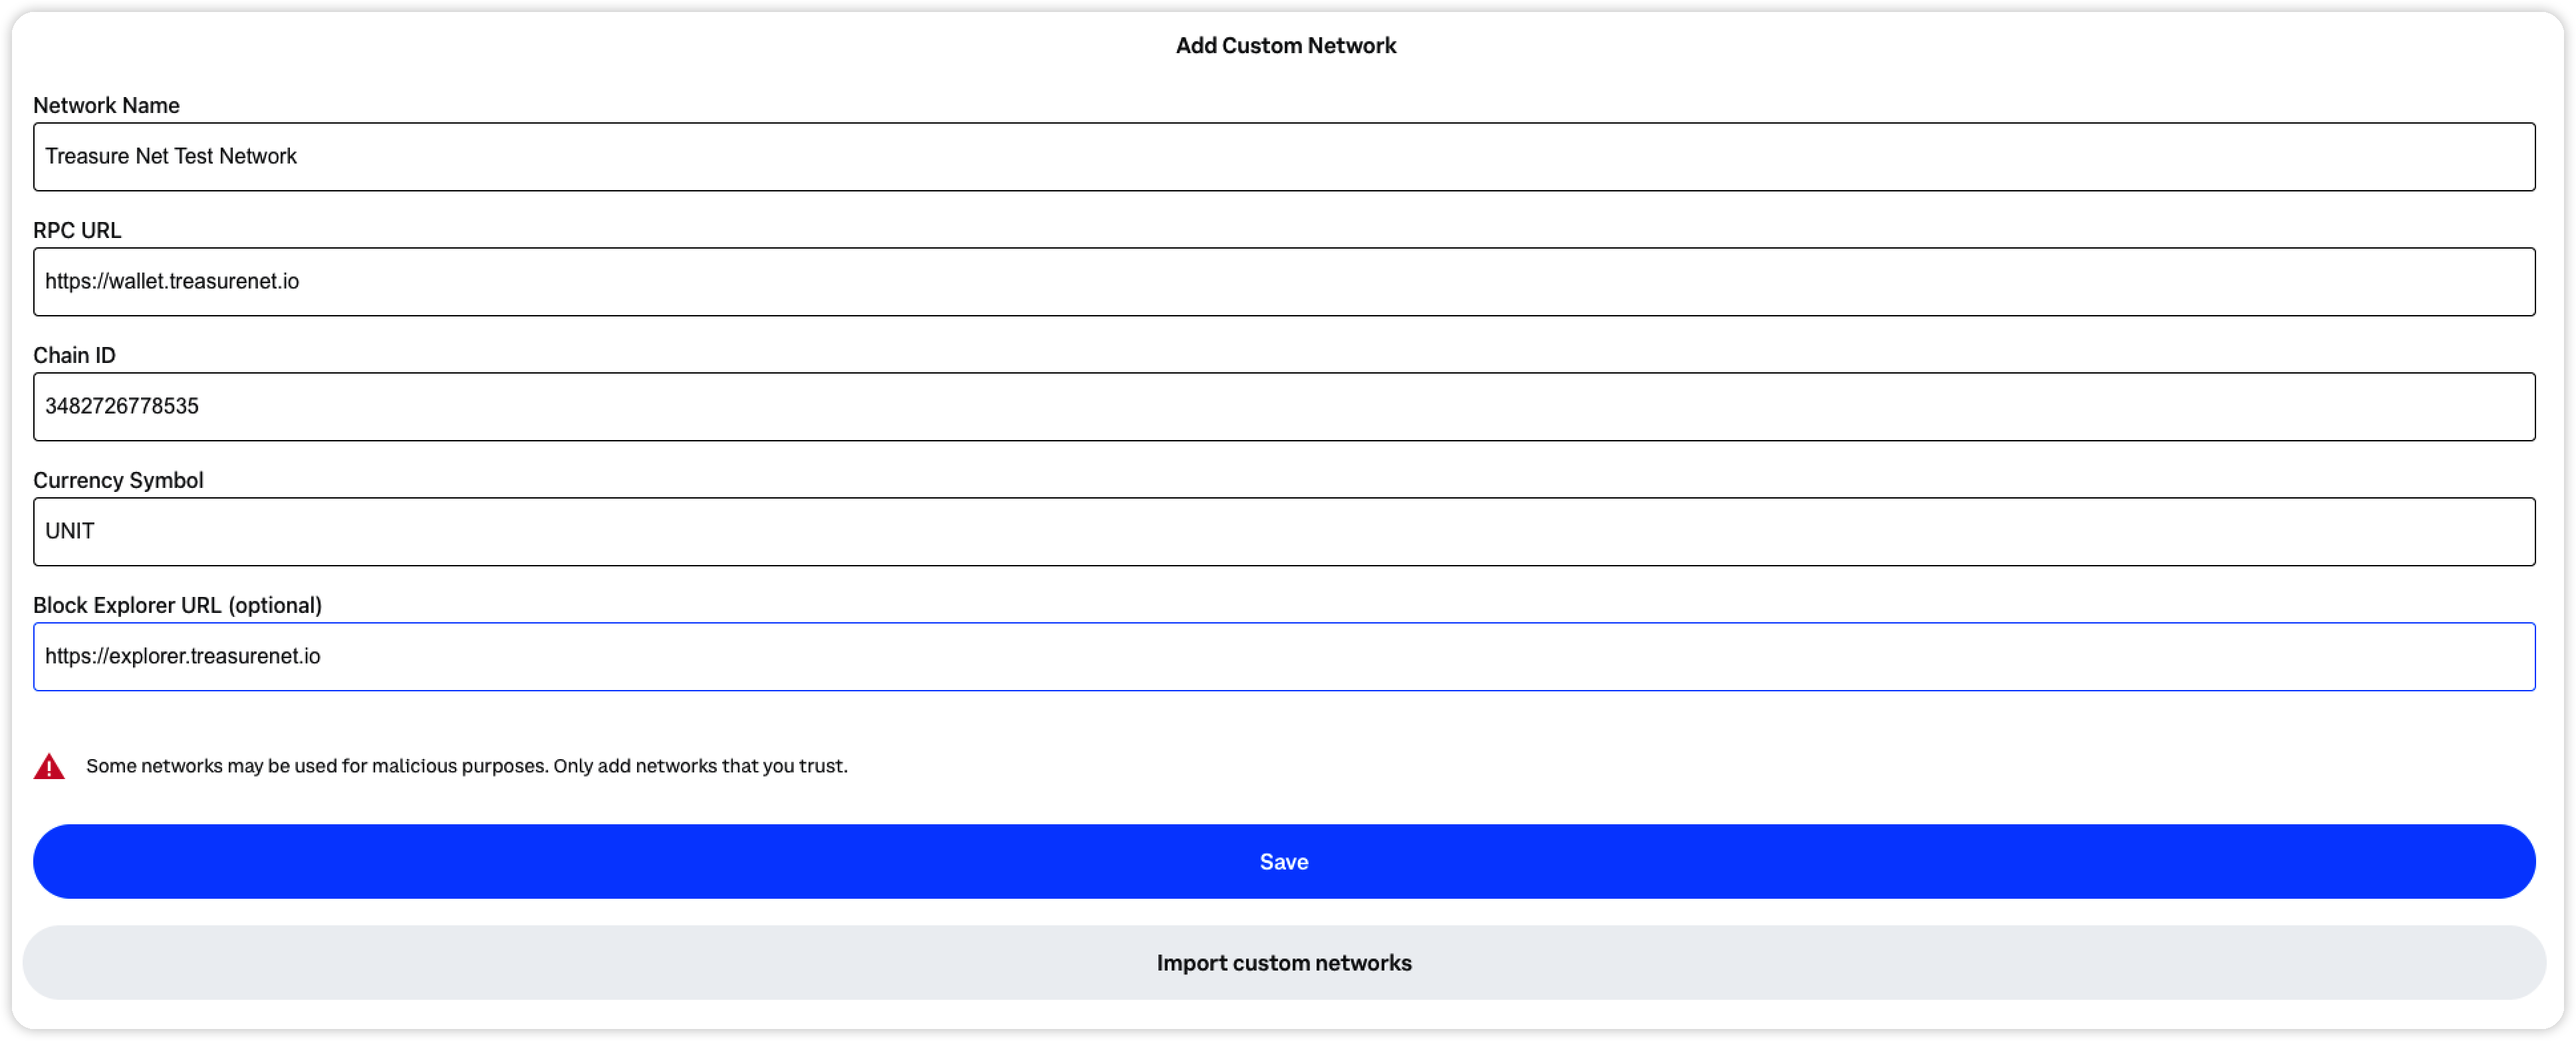 Add Custom Network
Network Name
Treasure Net Test Network
RPC URL
https://wallet.treasurenet.io
Chain ID
3482726778535
Currency Symbol
UNIT
Block Explorer URL (optional)
https://explorer.treasurenet.io
Some networks may be used for malicious purposes. Only add networks that you trust.
Save
Import custom networks